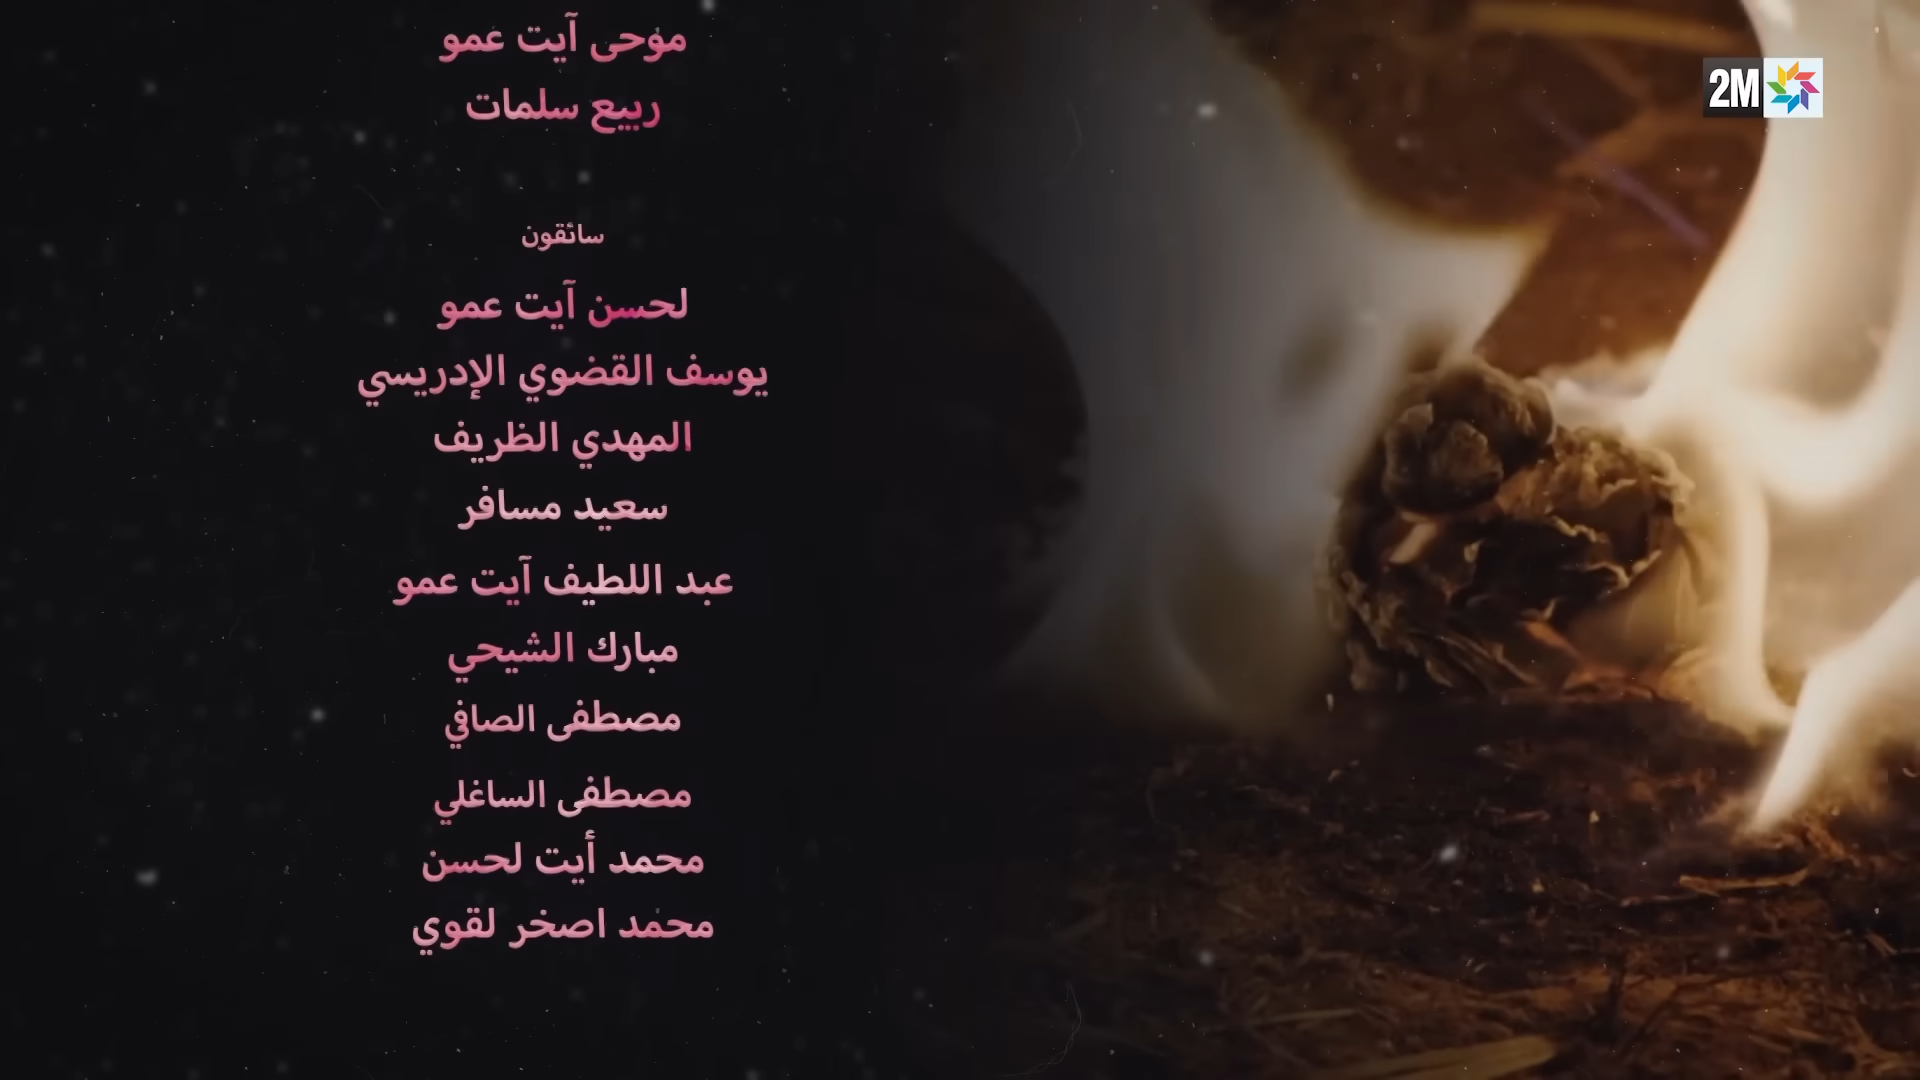 موحى آيت عمو
ربيع سلمات
سائقون
لحسن آيت عمو
يوسف القضوي الإدريسي
المهدي الظريف
سعيد مسافر
عبد اللطيف آيت عمو
مبارك الشيحي
مصطفى الصافي
مصطفى الساغلي
محمد أيت لحسن
محمد اصخر لقوي
2M